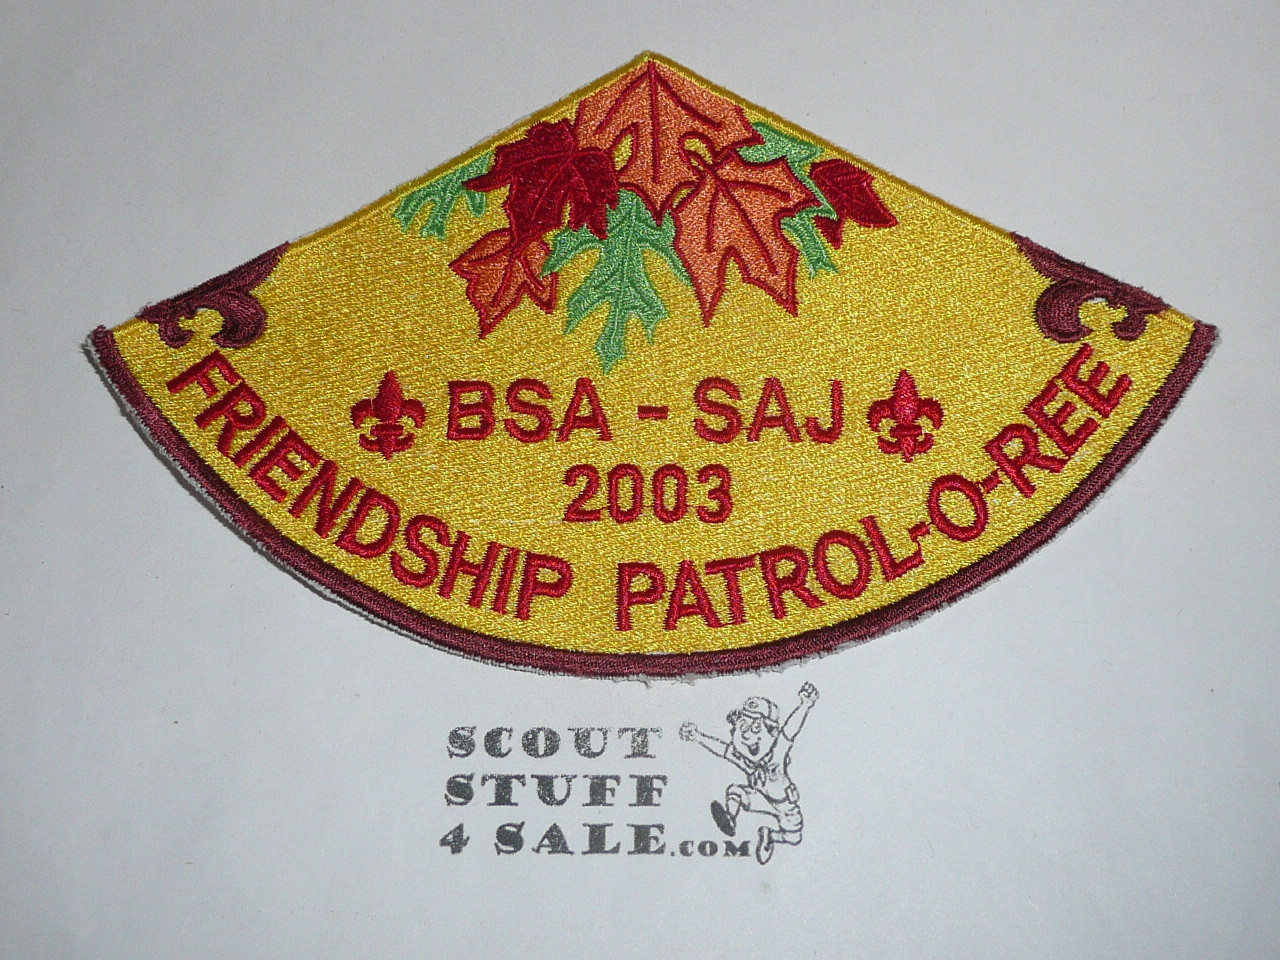 BSA - SAJ
2003
FRIENDSHIP PATROL-O-REE
SCOUT
STUFF
4 SALE.COM